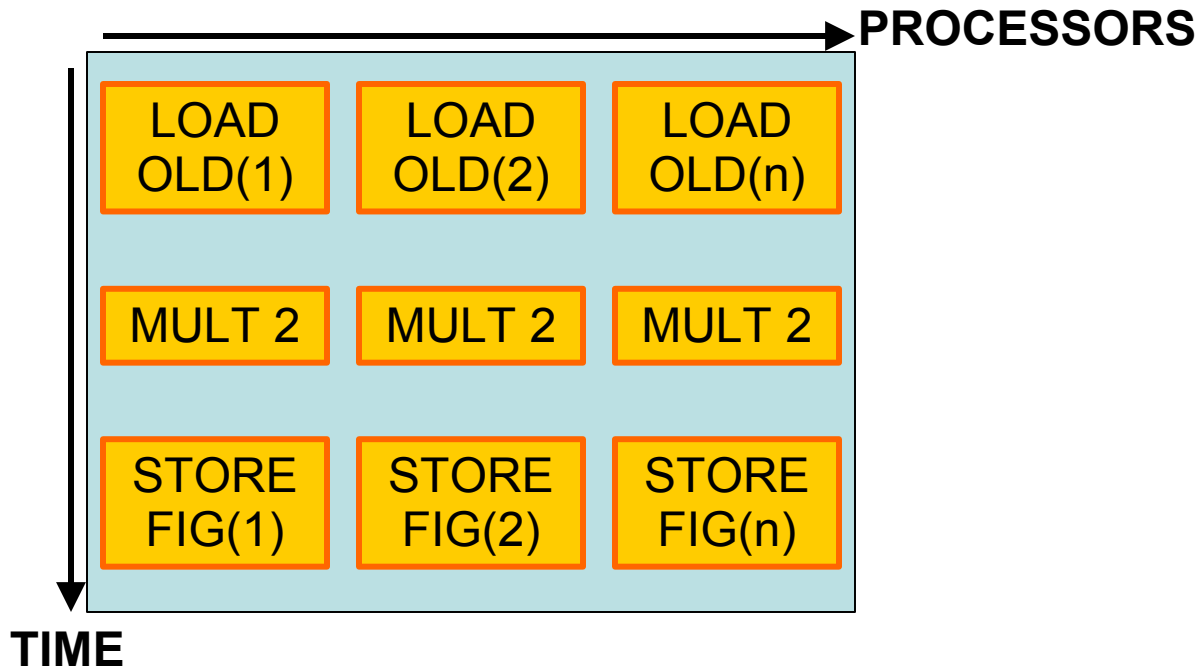 PROCESSORS
LOAD
OLD(1)
LOAD
OLD(2)
LOAD
OLD(n)
MULT 2
MULT 2
MULT 2
STORE
FIG(1)
STORE
FIG(2)
STORE
FIG(n)
TIME